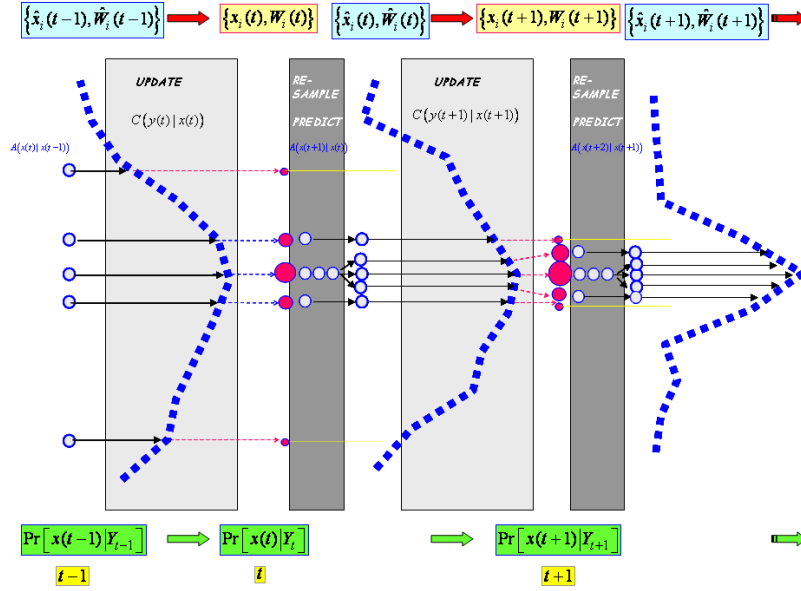 {x̂ᵢ(t-1), Ŵᵢ(t-1)} {xᵢ(t), Wᵢ(t)} {x̂ᵢ(t), Ŵᵢ(t)} {xᵢ(t+1), Wᵢ(t+1)} {x̂ᵢ(t+1), Ŵᵢ(t+1)}
UPDATE
C(y(t)|x(t))
RE-
SAMPLE
PREDICT
UPDATE
C(y(t+1)|x(t+1))
RE-
SAMPLE
PREDICT
A(x(t)|x(t-1)) A(x(t+1)|x(t)) A(x(t+2)|x(t+1))
Pr[x(t-1)|Yₜ₋₁] Pr[x(t)|Yₜ] Pr[x(t+1)|Yₜ₊₁]
t-1 t t+1